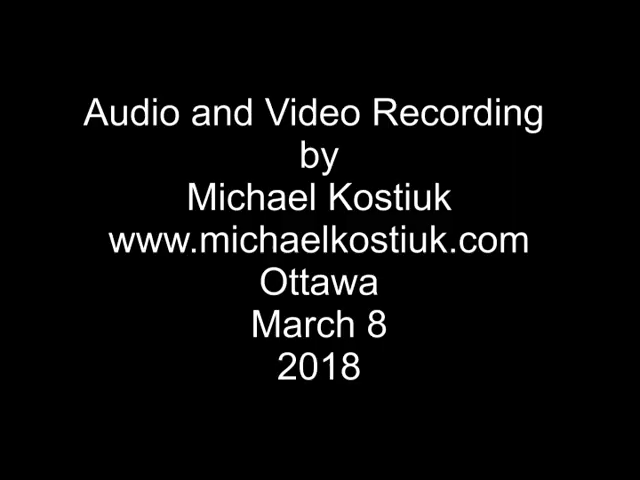 Audio and Video Recording
by
Michael Kostiuk
www.michaelkostiuk.com
Ottawa
March 8
2018